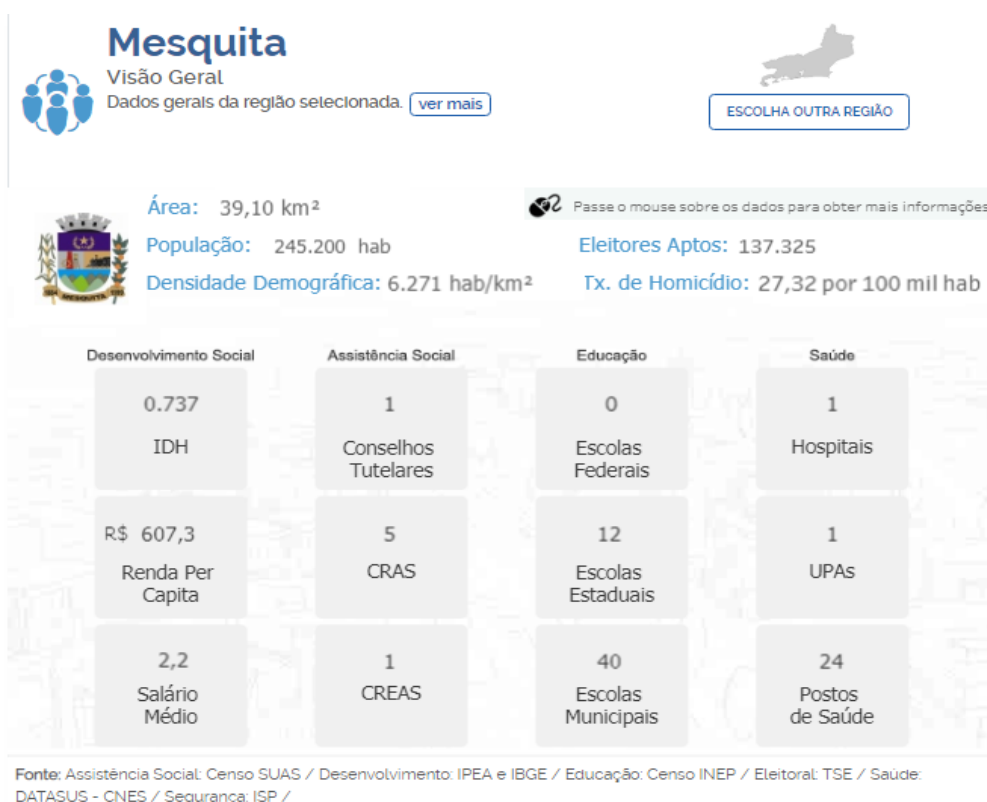 Mesquita
Visão Geral
Dados gerais da região selecionada. ver mais
ESCOLHA OUTRA REGIÃO
Área: 39,10 km²
Passe o mouse sobre os dados para obter mais informações
População: 245.200 hab
Eleitores Aptos: 137.325
Densidade Demográfica: 6.271 hab/km²
Tx. de Homicídio: 27,32 por 100 mil hab
MESQUITA
Desenvolvimento Social
Assistência Social
Educação
Saúde
0.737
IDH
1
Conselhos
Tutelares
0
Escolas
Federais
1
Hospitais
R$ 607,3
Renda Per
Capita
5
CRAS
12
Escolas
Estaduais
1
UPAs
2,2
Salário
Médio
1
CREAS
40
Escolas
Municipais
24
Postos
de Saúde
Fonte: Assistência Social: Censo SUAS / Desenvolvimento: IPEA e IBGE / Educação: Censo INEP / Eleitoral: TSE / Saúde:
DATASUS - CNES / Segurança: ISP /